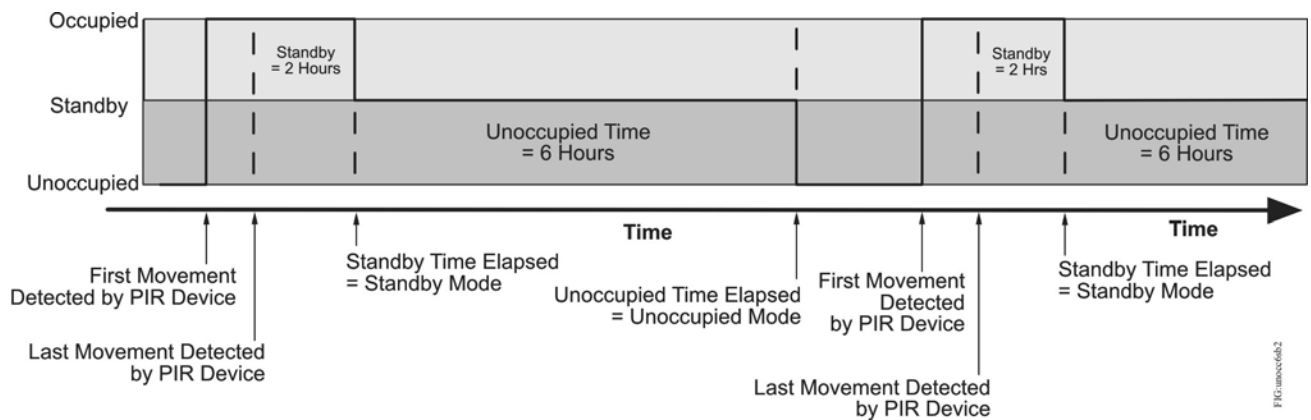 Occupied
Standby
= 2 Hours
Standby
= 2 Hrs
Standby
Unoccupied Time
= 6 Hours
Unoccupied Time
= 6 Hours
Unoccupied
Time
Time
First Movement
Detected by PIR Device
Last Movement Detected
by PIR Device
Standby Time Elapsed
= Standby Mode
Unoccupied Time Elapsed
= Unoccupied Mode
First Movement
Detected
by PIR Device
Last Movement Detected
by PIR Device
Standby Time Elapsed
= Standby Mode
FIG:unocc6sb2